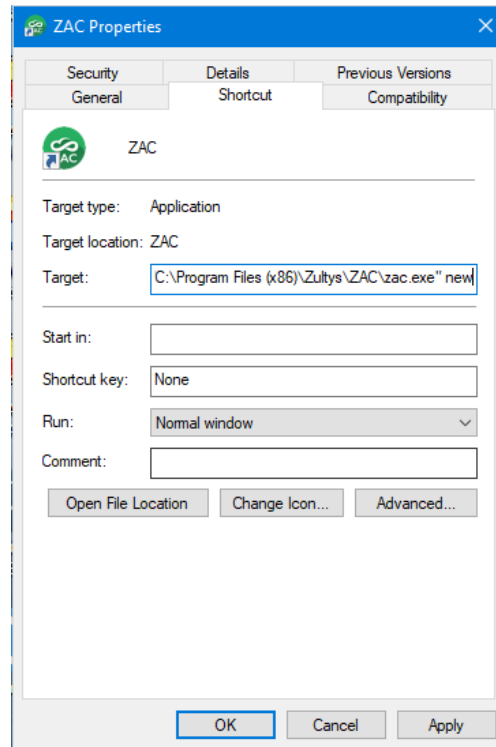 ZAC Properties
Security Details Previous Versions
General Shortcut Compatibility
AC
ZAC
Target type: Application
Target location: ZAC
Target: C:\Program Files (x86)\Zultys\ZAC\zac.exe" new
Start in:
Shortcut key: None
Run: Normal window
Comment:
Open File Location Change Icon... Advanced...
OK Cancel Apply